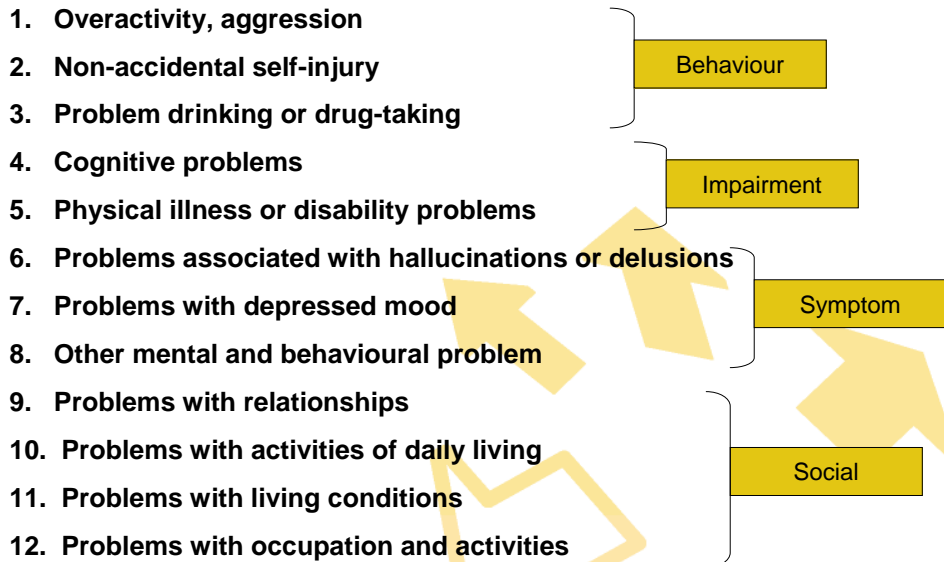 1. Overactivity, aggression
2. Non-accidental self-injury
Behaviour
3. Problem drinking or drug-taking
4. Cognitive problems
Impairment
5. Physical illness or disability problems
6. Problems associated with hallucinations or delusions
7. Problems with depressed mood
Symptom
8. Other mental and behavioural problem
9. Problems with relationships
10. Problems with activities of daily living
Social
11. Problems with living conditions
12. Problems with occupation and activities